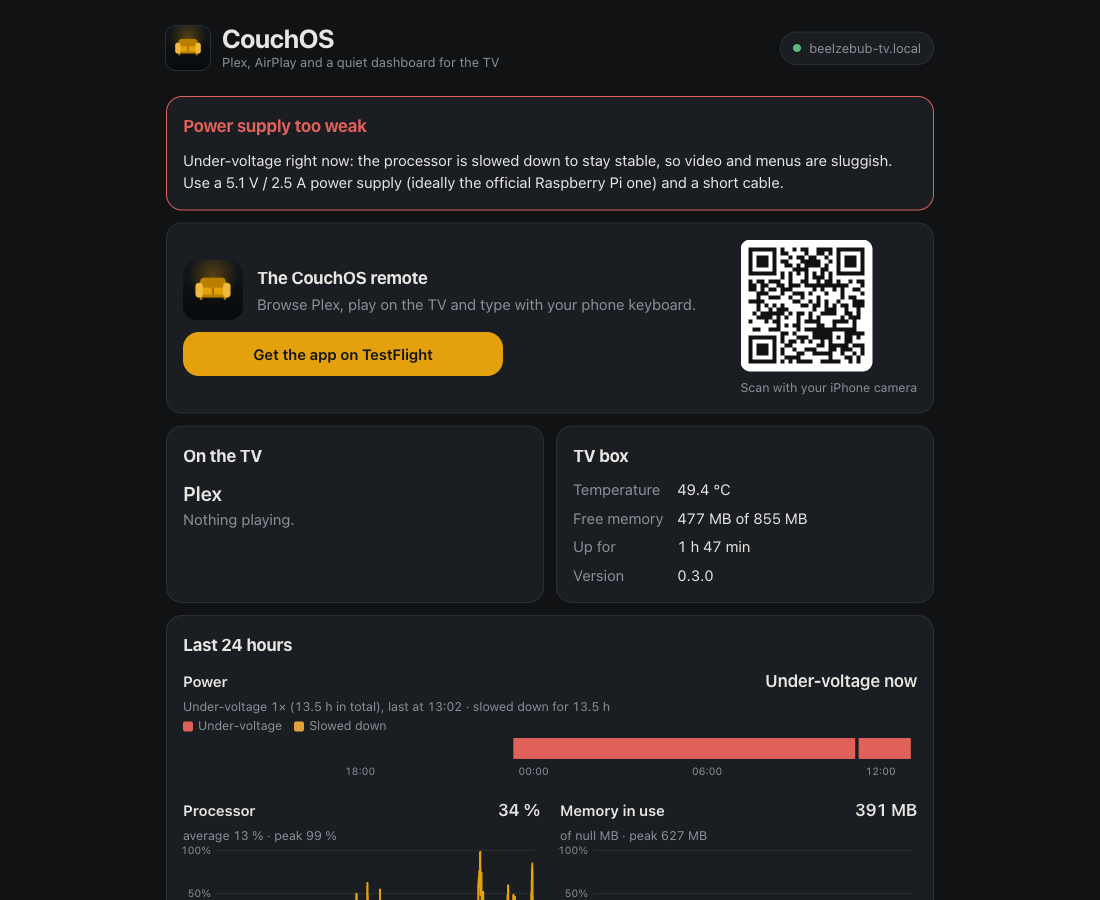 CouchOS
Plex, AirPlay and a quiet dashboard for the TV
beelzebub-tv.local
Power supply too weak
Under-voltage right now: the processor is slowed down to stay stable, so video and menus are sluggish.
Use a 5.1 V / 2.5 A power supply (ideally the official Raspberry Pi one) and a short cable.
The CouchOS remote
Browse Plex, play on the TV and type with your phone keyboard.
Get the app on TestFlight
Scan with your iPhone camera
On the TV
Plex
Nothing playing.
TV box
Temperature 49.4 °C
Free memory 477 MB of 855 MB
Up for 1 h 47 min
Version 0.3.0
Last 24 hours
Power
Under-voltage now
Under-voltage 1× (13.5 h in total), last at 13:02 · slowed down for 13.5 h
Under-voltage Slowed down
18:00 00:00 06:00 12:00
Processor 34 %
average 13 % · peak 99 %
100%
50%
Memory in use 391 MB
of null MB · peak 627 MB
100%
50%